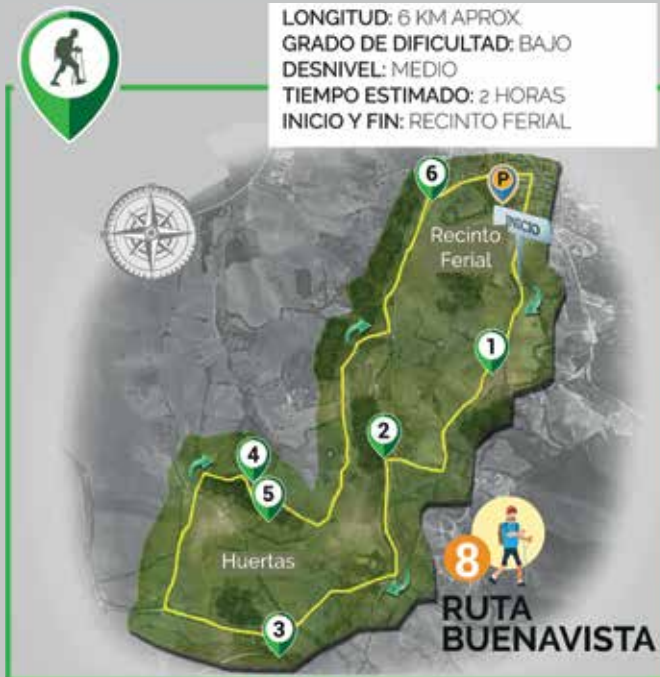 LONGITUD: 6 KM APROX.
GRADO DE DIFICULTAD: BAJO
DESNIVEL: MEDIO
TIEMPO ESTIMADO: 2 HORAS
INICIO Y FIN: RECINTO FERIAL
6
P
INICIO
Recinto
Ferial
1
2
4
5
Huertas
3
8
RUTA
BUENAVISTA